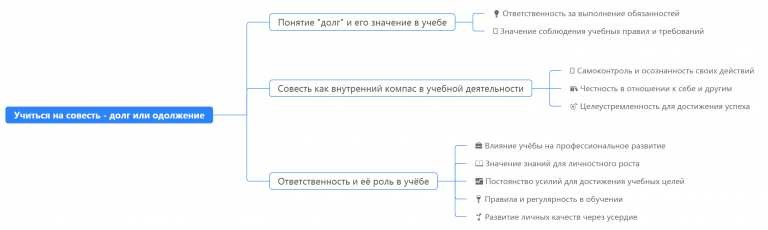 Учиться на совесть - долг или одолжение
Понятие "долг" и его значение в учебе
Ответственность за выполнение обязанностей
Значение соблюдения учебных правил и требований
Совесть как внутренний компас в учебной деятельности
Самоконтроль и осознанность своих действий
Честность в отношении к себе и другим
Целеустремленность для достижения успеха
Ответственность и её роль в учёбе
Влияние учёбы на профессиональное развитие
Значение знаний для личностного роста
Постоянство усилий для достижения учебных целей
Правила и регулярность в обучении
Развитие личных качеств через усердие